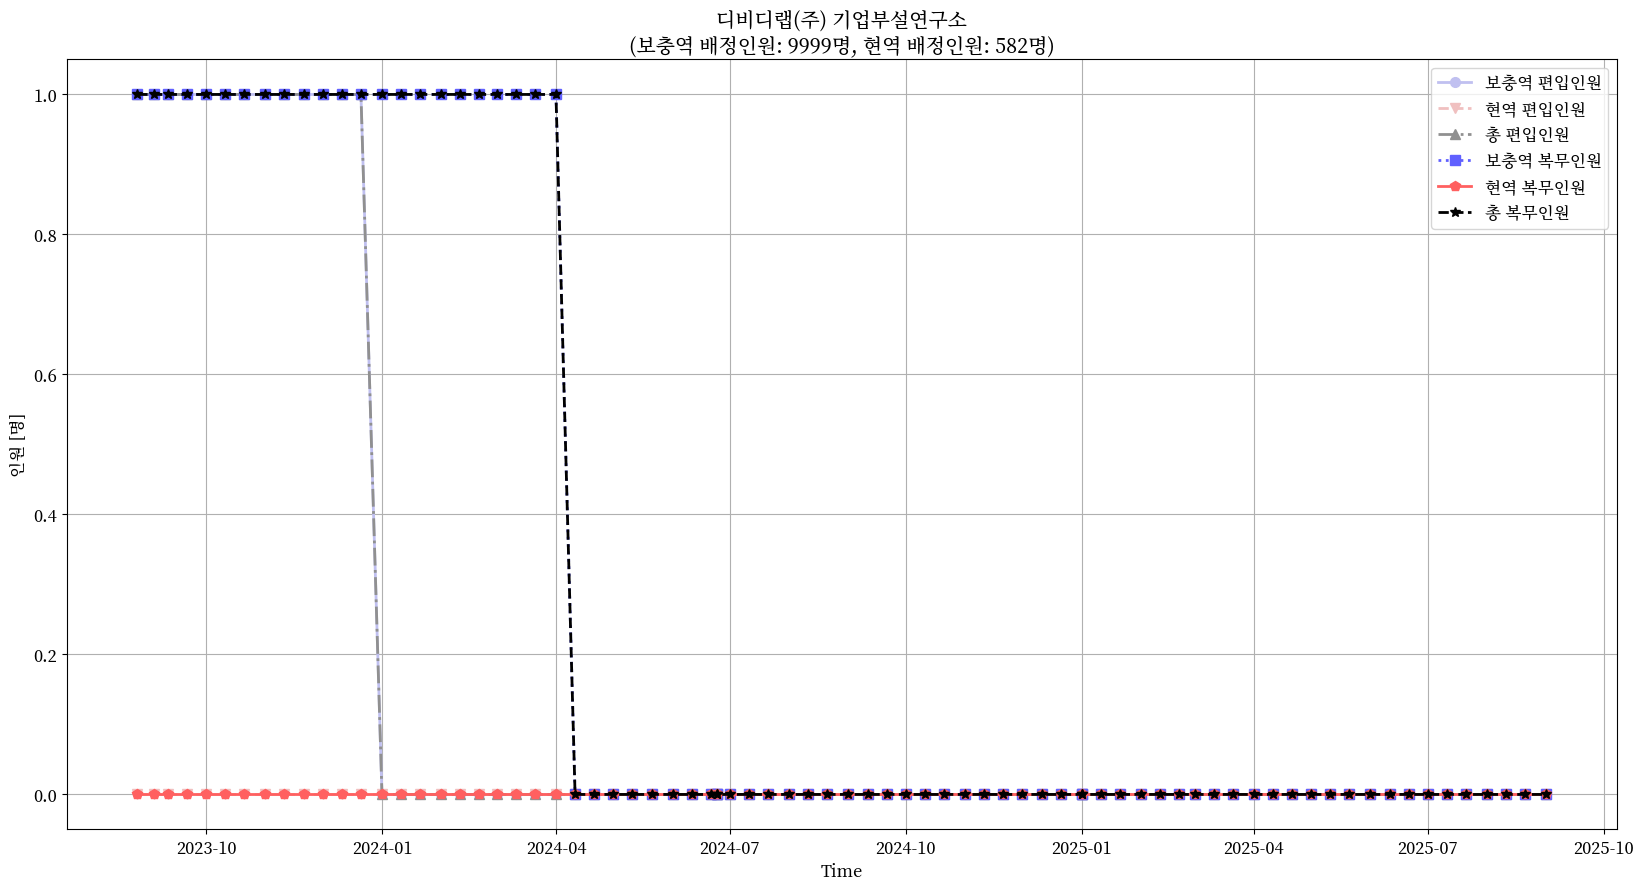 디비디랩(주) 기업부설연구소
(보충역 배정인원: 9999명, 현역 배정인원: 582명)
보충역 편입인원
현역 편입인원
총 편입인원
보충역 복무인원
현역 복무인원
총 복무인원
인원 [명]
1.0
0.8
0.6
0.4
0.2
0.0
2023-10
2024-01
2024-04
2024-07
2024-10
2025-01
2025-04
2025-07
2025-10
Time